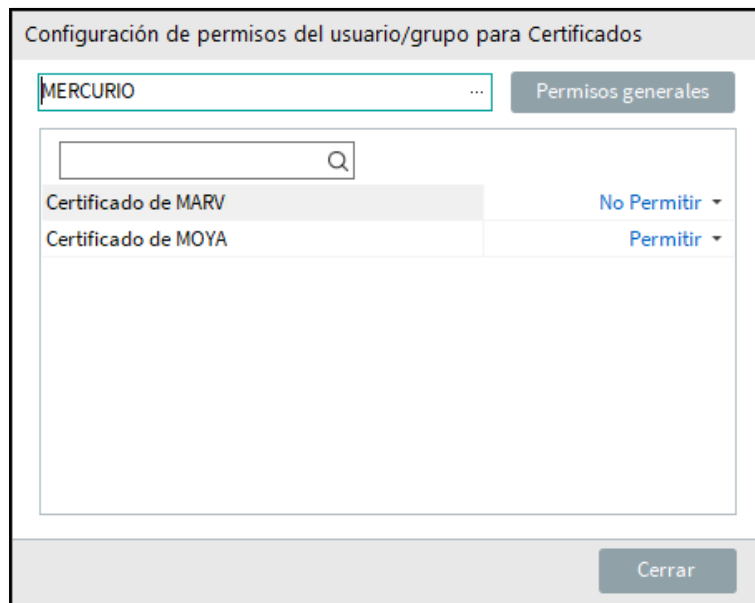 Configuración de permisos del usuario/grupo para Certificados
MERCURIO ... Permisos generales
Certificado de MARV No Permitir
Certificado de MOYA Permitir
Cerrar